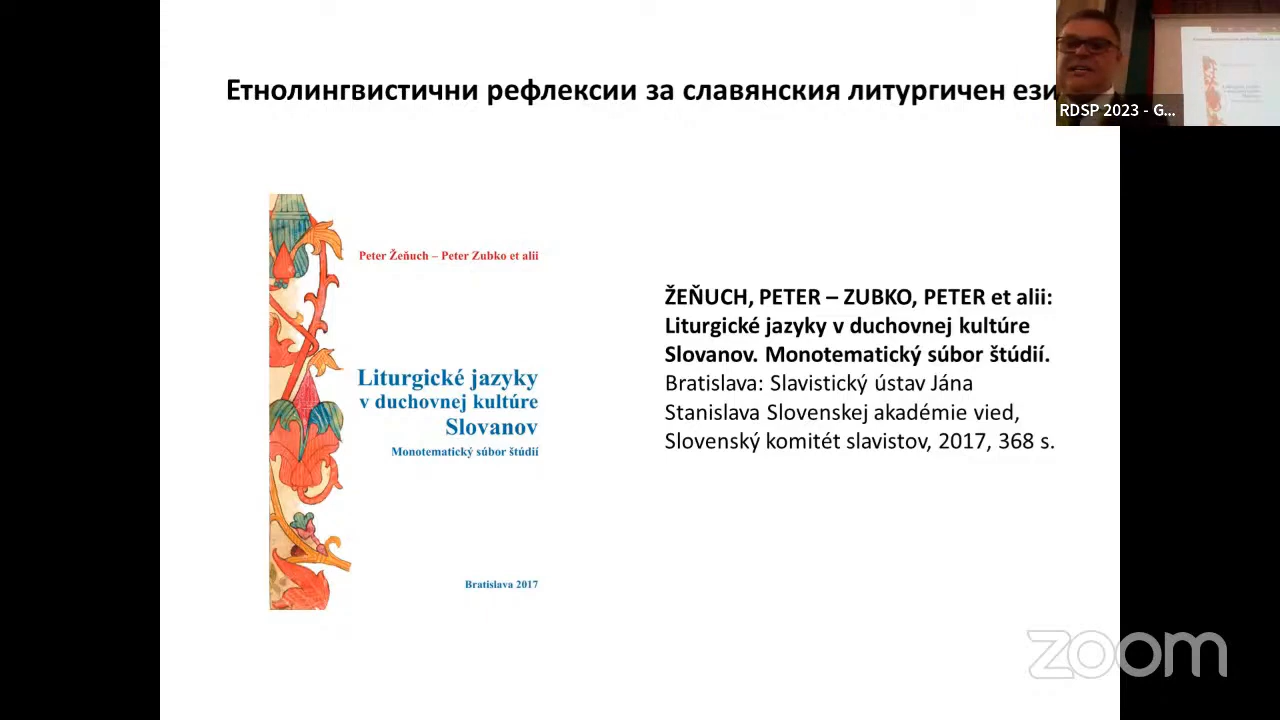 Етнолингвистични рефлексии за славянския литургичен ези
RDSP 2023 - G...
Peter Žeňuch – Peter Zubko et alii
Liturgické jazyky
v duchovnej kultúre
Slovanov
Monotematický súbor štúdií
Bratislava 2017
ŽEŇUCH, PETER – ZUBKO, PETER et alii:
Liturgické jazyky v duchovnej kultúre
Slovanov. Monotematický súbor štúdií.
Bratislava: Slavistický ústav Jána
Stanislava Slovenskej akadémie vied,
Slovenský komitét slavistov, 2017, 368 s.
zoom